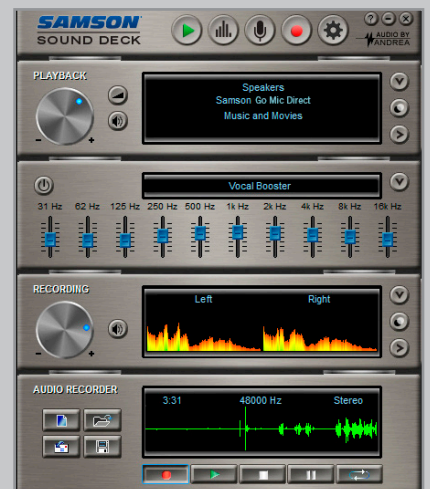 SAMSON
SOUND DECK
AUDIO BY
ANDREA
PLAYBACK
Speakers
Samson Go Mic Direct
Music and Movies
- +
Vocal Booster
31 Hz 62 Hz 125 Hz 250 Hz 500 Hz 1k Hz 2k Hz 4k Hz 8k Hz 16k Hz
RECORDING
Left Right
- +
AUDIO RECORDER
3:31 48000 Hz Stereo